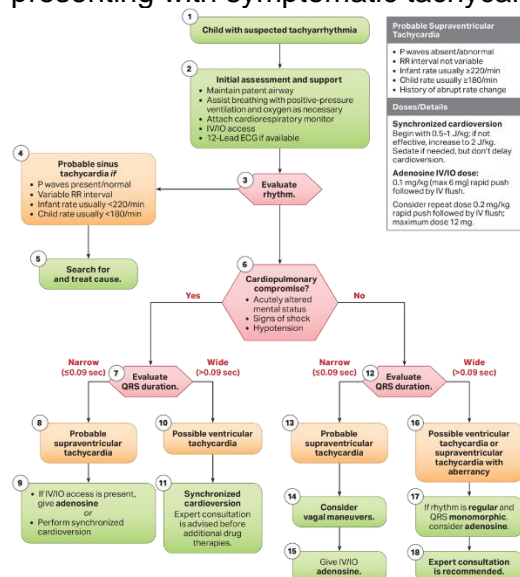 presenting with symptomatic tachycar
1
Child with suspected tachyarrhythmia
2
Initial assessment and support
• Maintain patent airway
• Assist breathing with positive-pressure
ventilation and oxygen as necessary
• Attach cardiorespiratory monitor
• IV/IO access
• 12-Lead ECG if available
Probable Supraventricular
Tachycardia
• P waves absent/abnormal
• RR interval not variable
• Infant rate usually ≥220/min
• Child rate usually ≥180/min
• History of abrupt rate change
Doses/Details
Synchronized cardioversion
Begin with 0.5-1 J/kg; if not
effective, increase to 2 J/kg.
Sedate if needed, but don't delay
cardioversion.
Adenosine IV/IO dose:
0.1 mg/kg (max 6 mg) rapid push
followed by IV flush.
Consider repeat dose 0.2 mg/kg
rapid push followed by IV flush;
maximum dose 12 mg.
3
Evaluate
rhythm.
4
Probable sinus
tachycardia if
• P waves present/normal
• Variable RR interval
• Infant rate usually <220/min
• Child rate usually <180/min
5
Search for
and treat cause.
6
Cardiopulmonary
compromise?
• Acutely altered
mental status
• Signs of shock
• Hypotension
Yes
No
Narrow
(≤0.09 sec)
7
Evaluate
QRS duration.
Wide
(>0.09 sec)
8
Probable
supraventricular
tachycardia
9
• If IV/IO access is present,
give adenosine
or
• Perform synchronized
cardioversion
10
Possible ventricular
tachycardia
11
Synchronized
cardioversion
Expert consultation
is advised before
additional drug
therapies.
Narrow
(≤0.09 sec)
12
Evaluate
QRS duration.
Wide
(>0.09 sec)
13
Probable
supraventricular
tachycardia
14
Consider
vagal maneuvers.
15
Give IV/IO
adenosine.
16
Possible ventricular
tachycardia or
supraventricular
tachycardia with
aberrancy
17
If rhythm is regular and
QRS monomorphic,
consider adenosine.
18
Expert consultation
is recommended.